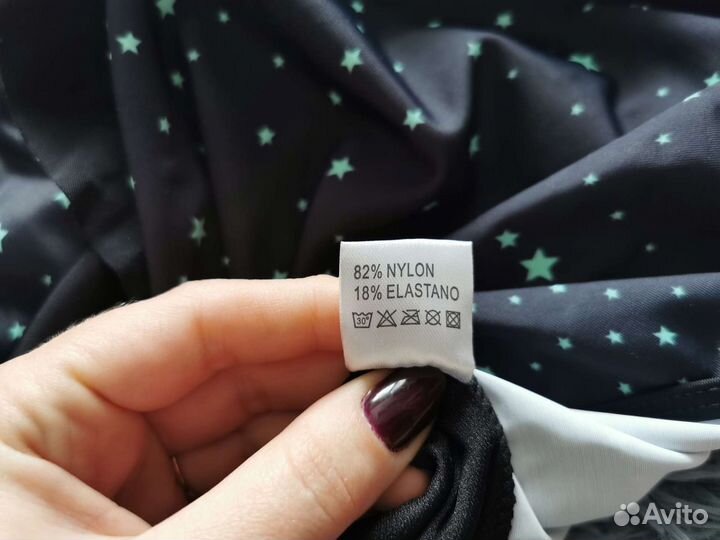 82% NYLON
18% ELASTANO
30°
Avito